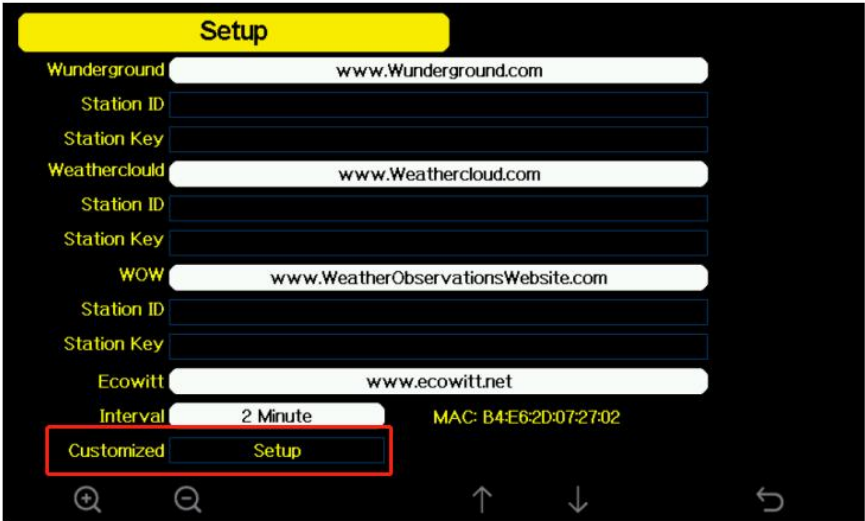 Setup
Wunderground www.Wunderground.com
Station ID
Station Key
Weatherclould www.Weathercloud.com
Station ID
Station Key
WOW www.WeatherObservationsWebsite.com
Station ID
Station Key
Ecowitt www.ecowitt.net
Interval 2 Minute MAC: B4:E6:2D:07:27:02
Customized Setup